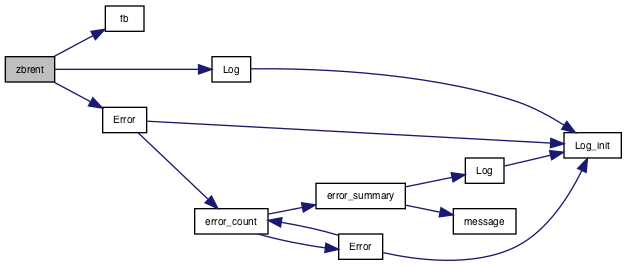 fb
zbrent
Log
Error
Log_init
Log
error_summary
error_count
message
Error